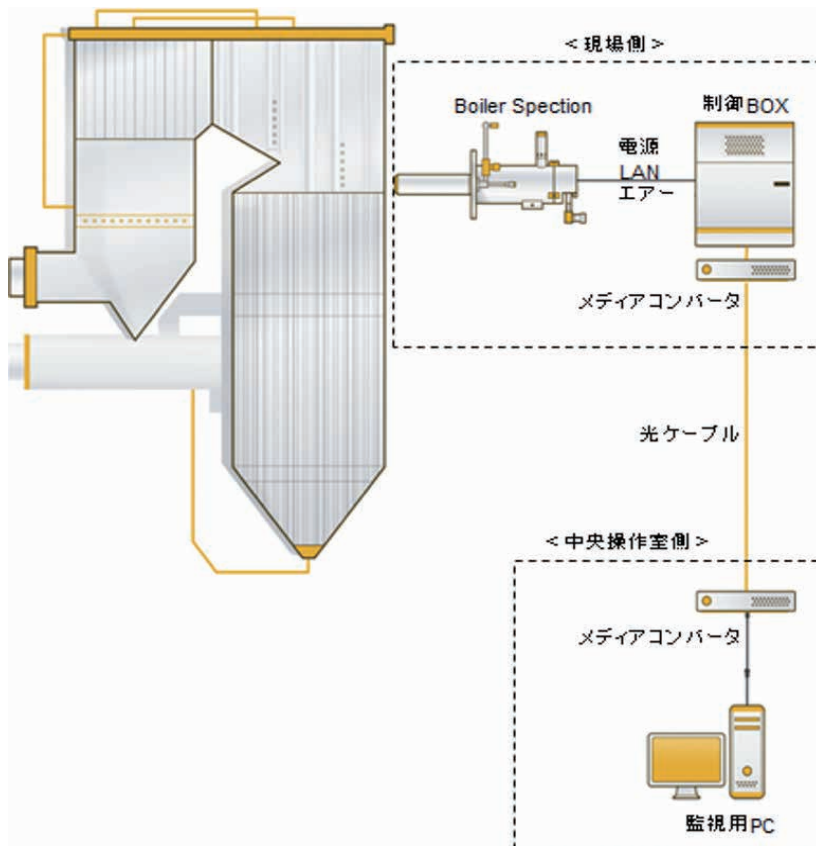 ＜現場側＞
Boiler Spection
制御BOX
電源
LAN
エアー
メディアコンバータ
光ケーブル
＜中央操作室側＞
メディアコンバータ
監視用PC